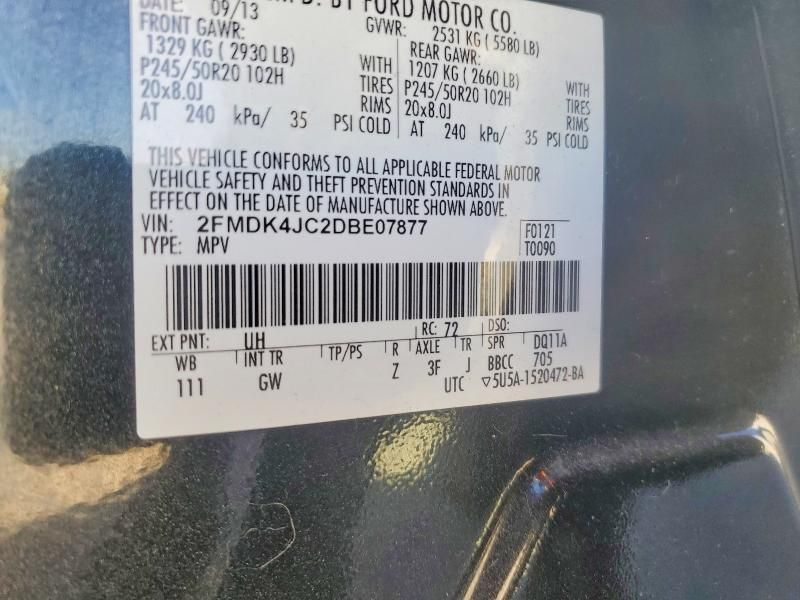 DATE: 09/13 MFD. BY FORD MOTOR CO.
FRONT GAWR: GVWR: 2531 KG ( 5580 LB)
1329 KG ( 2930 LB) REAR GAWR:
P245/50R20 102H WITH 1207 KG ( 2660 LB) WITH
20x8.0J TIRES P245/50R20 102H TIRES
RIMS 20x8.0J RIMS
AT 240 kPa/ 35 PSI COLD AT 240 kPa/ 35 PSI COLD
THIS VEHICLE CONFORMS TO ALL APPLICABLE FEDERAL MOTOR
VEHICLE SAFETY AND THEFT PREVENTION STANDARDS IN
EFFECT ON THE DATE OF MANUFACTURE SHOWN ABOVE.
VIN: 2FMDK4JC2DBE07877 F0121
TYPE: MPV T0090
EXT PNT: UH RC: 72 DSO:
WB INT TR TP/PS R AXLE TR SPR DQ11A
111 GW Z 3F J BBCC 705
UTC ▽5U5A-1520472-BA